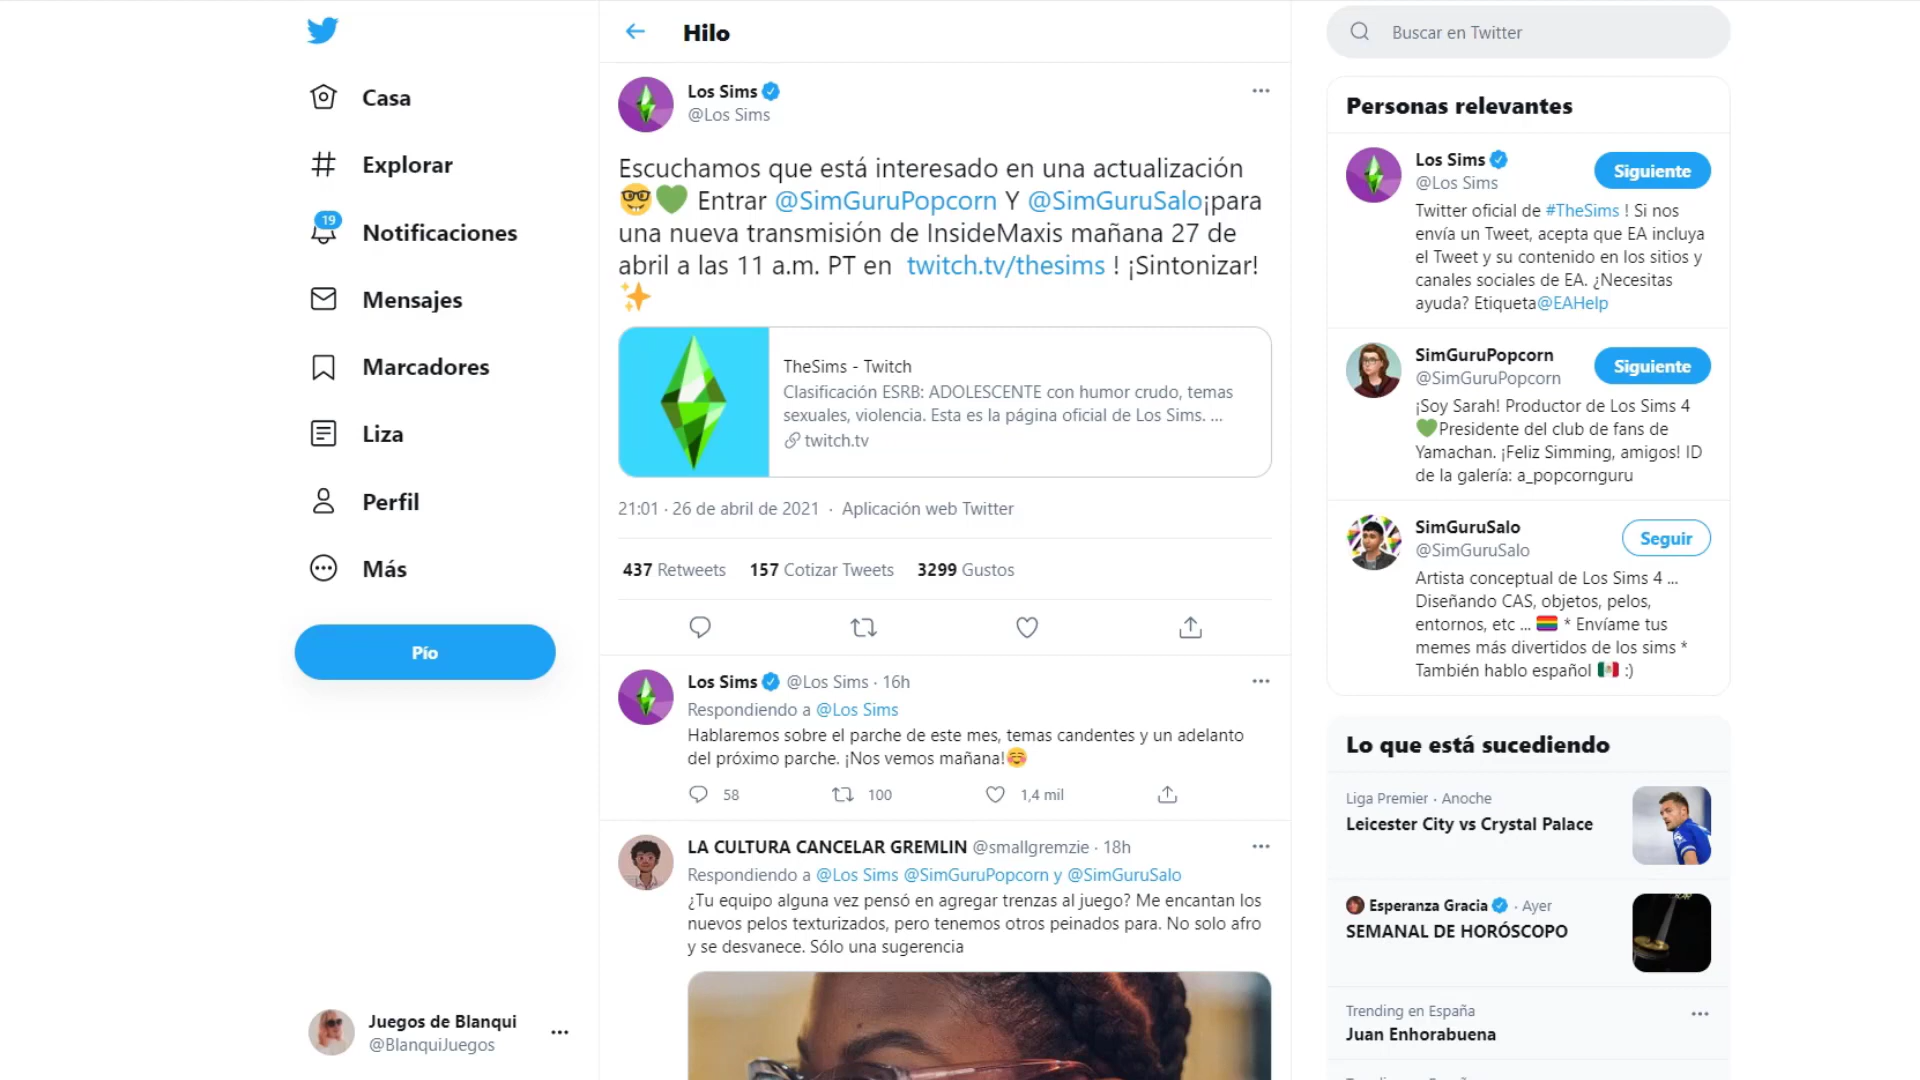 Casa
Explorar
19
Notificaciones
Mensajes
Marcadores
Liza
Perfil
Más
Pío
Juegos de Blanqui
@BlanquiJuegos
Hilo
Los Sims
@Los Sims
Escuchamos que está interesado en una actualización
🤓💚 Entrar @SimGuruPopcorn Y @SimGuruSalo¡para
una nueva transmisión de InsideMaxis mañana 27 de
abril a las 11 a.m. PT en twitch.tv/thesims ! ¡Sintonizar!
✨
TheSims - Twitch
Clasificación ESRB: ADOLESCENTE con humor crudo, temas
sexuales, violencia. Esta es la página oficial de Los Sims. ...
twitch.tv
21:01 · 26 de abril de 2021 · Aplicación web Twitter
437 Retweets 157 Cotizar Tweets 3299 Gustos
Los Sims @Los Sims · 16h
Respondiendo a @Los Sims
Hablaremos sobre el parche de este mes, temas candentes y un adelanto
del próximo parche. ¡Nos vemos mañana!☺️
58 100 1,4 mil
LA CULTURA CANCELAR GREMLIN @smallgremzie · 18h
Respondiendo a @Los Sims @SimGuruPopcorn y @SimGuruSalo
¿Tu equipo alguna vez pensó en agregar trenzas al juego? Me encantan los
nuevos pelos texturizados, pero tenemos otros peinados para. No solo afro
y se desvanece. Sólo una sugerencia
Buscar en Twitter
Personas relevantes
Los Sims
@Los Sims
Siguiente
Twitter oficial de #TheSims ! Si nos
envía un Tweet, acepta que EA incluya
el Tweet y su contenido en los sitios y
canales sociales de EA. ¿Necesitas
ayuda? Etiqueta@EAHelp
SimGuruPopcorn
@SimGuruPopcorn
Siguiente
¡Soy Sarah! Productor de Los Sims 4
💚Presidente del club de fans de
Yamachan. ¡Feliz Simming, amigos! ID
de la galería: a_popcornguru
SimGuruSalo
@SimGuruSalo
Seguir
Artista conceptual de Los Sims 4 ...
Diseñando CAS, objetos, pelos,
entornos, etc ... 🏳️‍🌈 * Envíame tus
memes más divertidos de los sims *
También hablo español 🇲🇽 :)
Lo que está sucediendo
Liga Premier · Anoche
Leicester City vs Crystal Palace
Esperanza Gracia · Ayer
SEMANAL DE HORÓSCOPO
Trending en España
Juan Enhorabuena